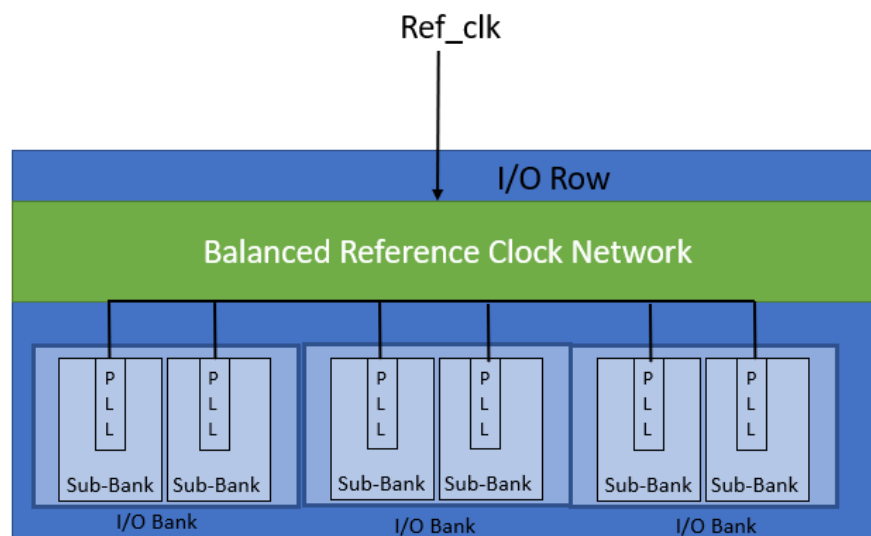 Ref_clk
I/O Row
Balanced Reference Clock Network
P
L
L
Sub-Bank
P
L
L
Sub-Bank
I/O Bank
P
L
L
Sub-Bank
P
L
L
Sub-Bank
I/O Bank
P
L
L
Sub-Bank
P
L
L
Sub-Bank
I/O Bank